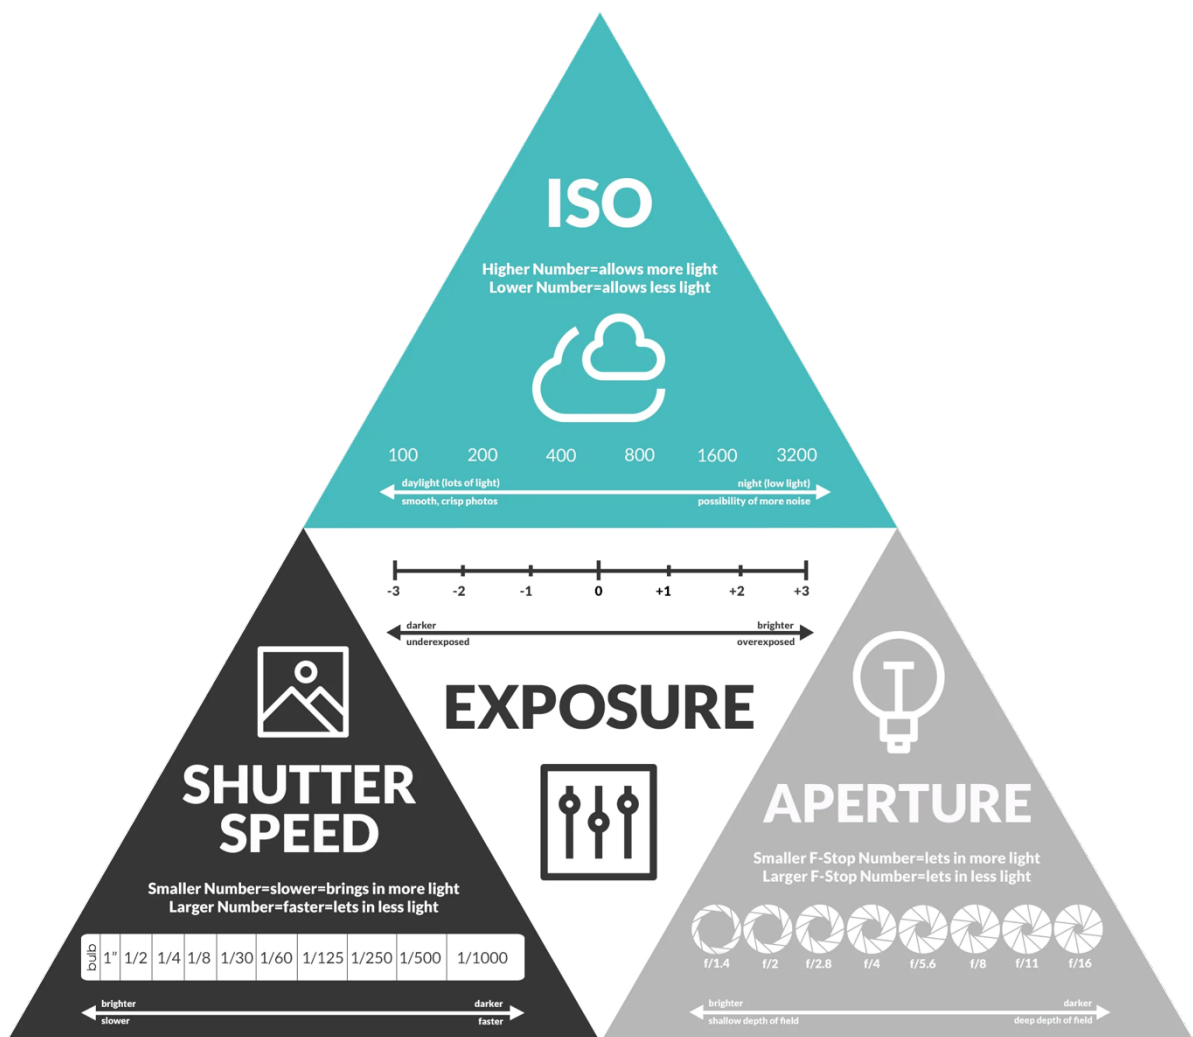 ISO
Higher Number=allows more light
Lower Number=allows less light
100 200 400 800 1600 3200
daylight (lots of light) night (low light)
smooth, crisp photos possibility of more noise
-3 -2 -1 0 +1 +2 +3
darker brighter
underexposed overexposed
EXPOSURE
SHUTTER
SPEED
Smaller Number=slower=brings in more light
Larger Number=faster=lets in less light
bulb 1" 1/2 1/4 1/8 1/30 1/60 1/125 1/250 1/500 1/1000
brighter darker
slower faster
APERTURE
Smaller F-Stop Number=lets in more light
Larger F-Stop Number=lets in less light
f/1.4 f/2 f/2.8 f/4 f/5.6 f/8 f/11 f/16
brighter darker
shallow depth of field deep depth of field